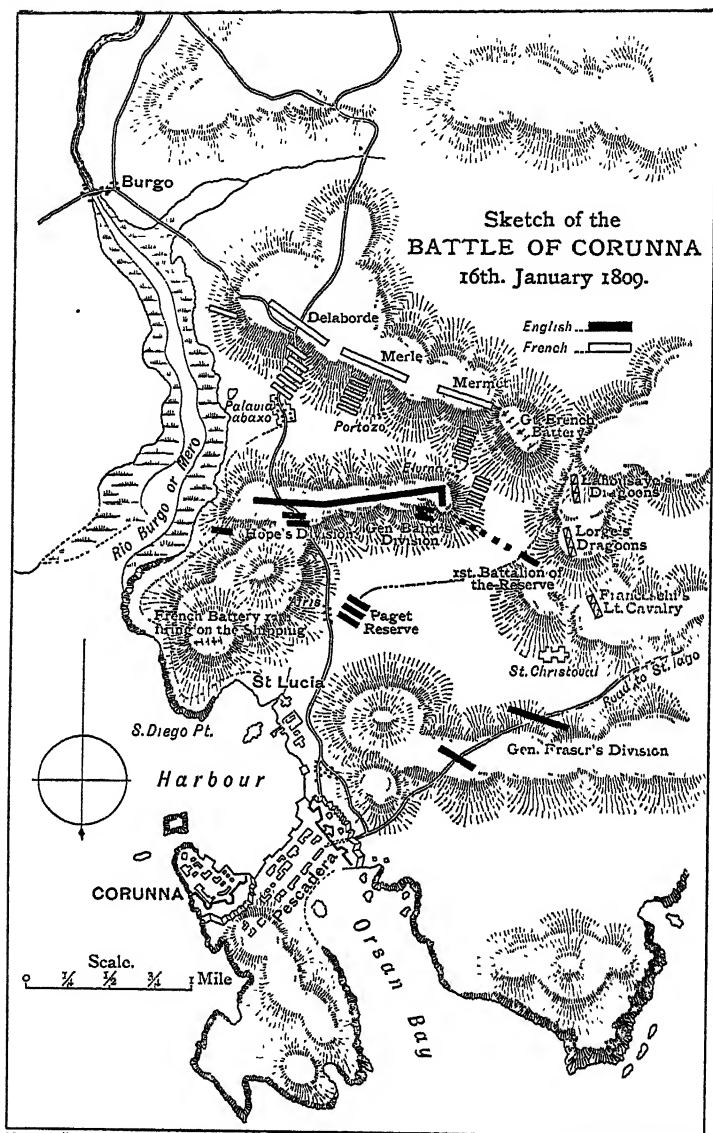 Burgo
Sketch of the
BATTLE OF CORUNNA
16th. January 1809.
English
French
Delaborde
Merle
Mermet
Palavia
abaxo
Portozo
Gt. French
Battery
Elvina
Dragoons
Rio Burgo or Mero
Hope's Division
Gen. Baird's
Division
Lorge's
Dragoons
1st. Battalion of
the Reserve
Franceschi's
Lt. Cavalry
French Battery
firing on the Shipping
Paget
Reserve
St. Christoval
Road to St. Iago
St Lucia
S. Diego Pt.
Gen. Fraser's Division
Harbour
CORUNNA
Pescadera
Orsan Bay
Scale.
0 1/4 1/2 3/4 1 Mile